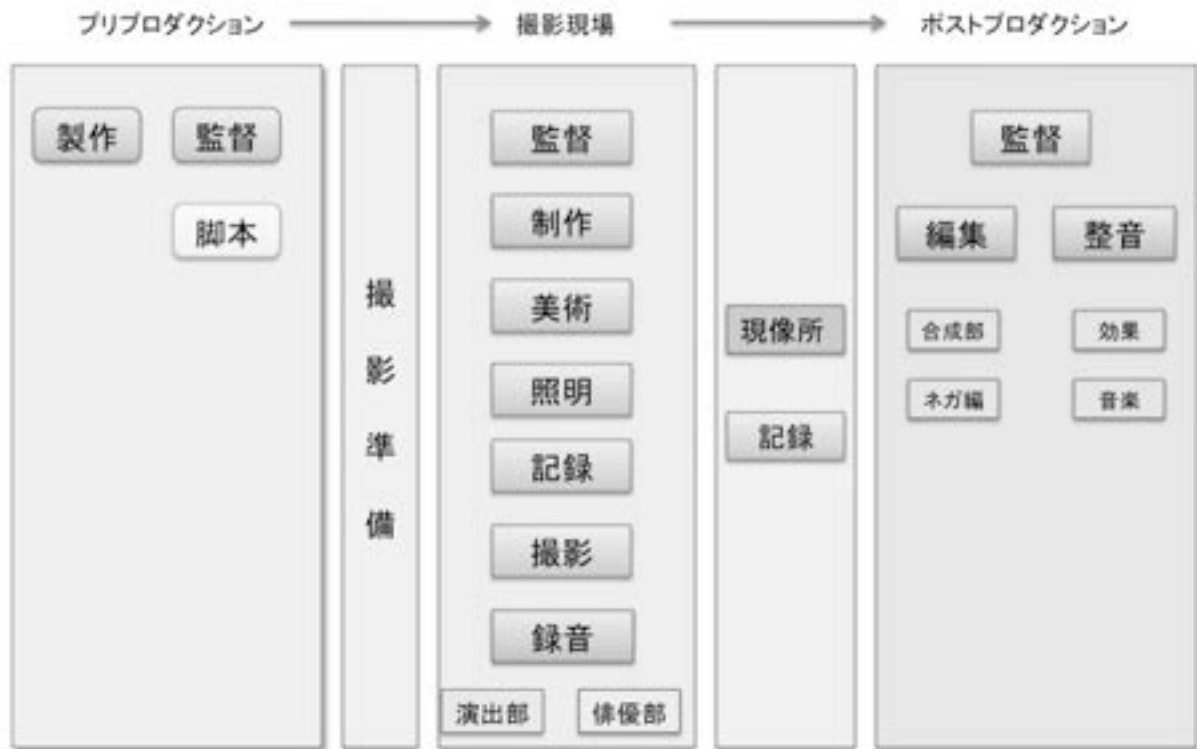 プリプロダクション
撮影現場
ポストプロダクション
製作
監督
脚本
撮影準備
監督
制作
美術
照明
記録
撮影
録音
演出部
俳優部
現像所
記録
監督
編集
整音
合成部
効果
ネガ編
音楽